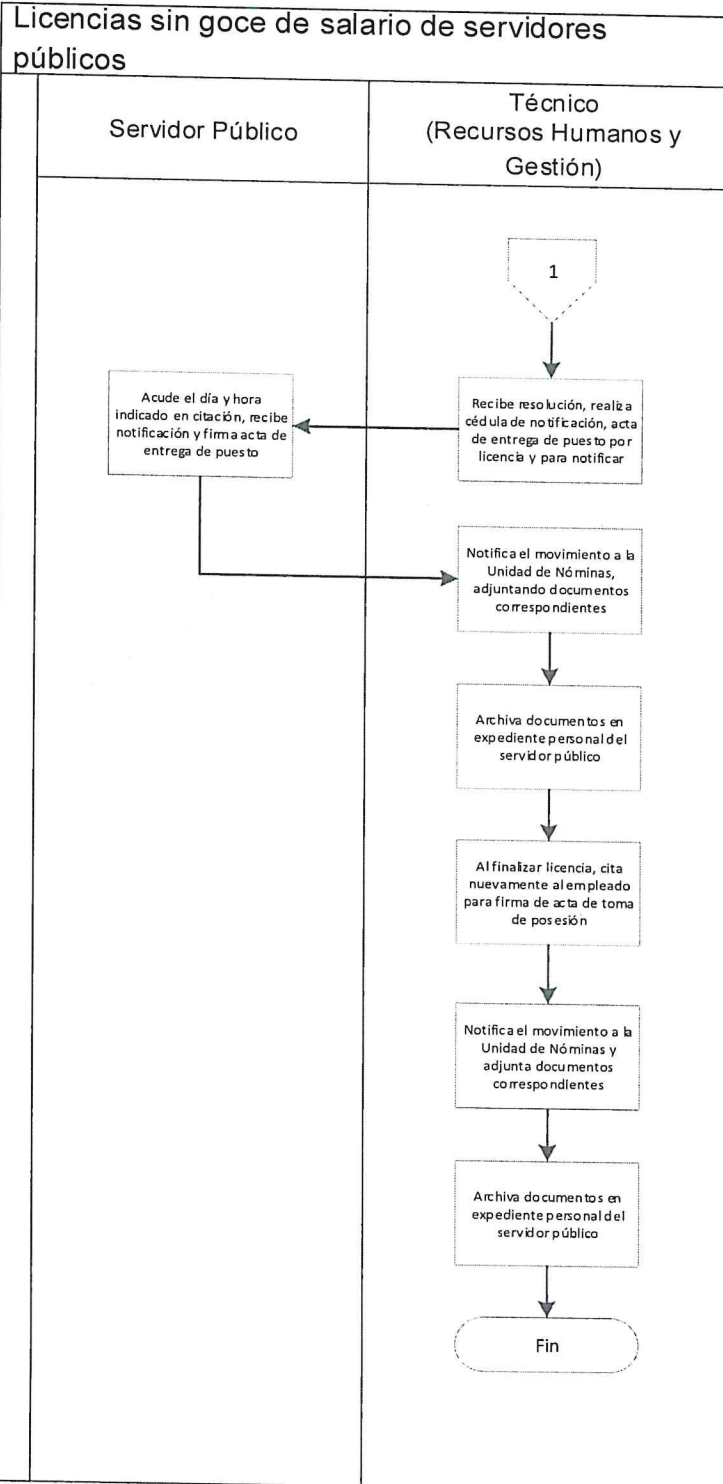 Licencias sin goce de salario de servidores
públicos
Servidor Público
Técnico
(Recursos Humanos y
Gestión)
1
Acude el día y hora
indicado en citación, recibe
notificación y firma acta de
entrega de puesto
Recibe resolución, realiza
cédula de notificación, acta
de entrega de puesto por
licencia y para notificar
Notifica el movimiento a la
Unidad de Nóminas,
adjuntando documentos
correspondientes
Archiva documentos en
expediente personal del
servidor público
Al finalizar licencia, cita
nuevamente al empleado
para firma de acta de toma
de posesión
Notifica el movimiento a la
Unidad de Nóminas y
adjunta documentos
correspondientes
Archiva documentos en
expediente personal del
servidor público
Fin